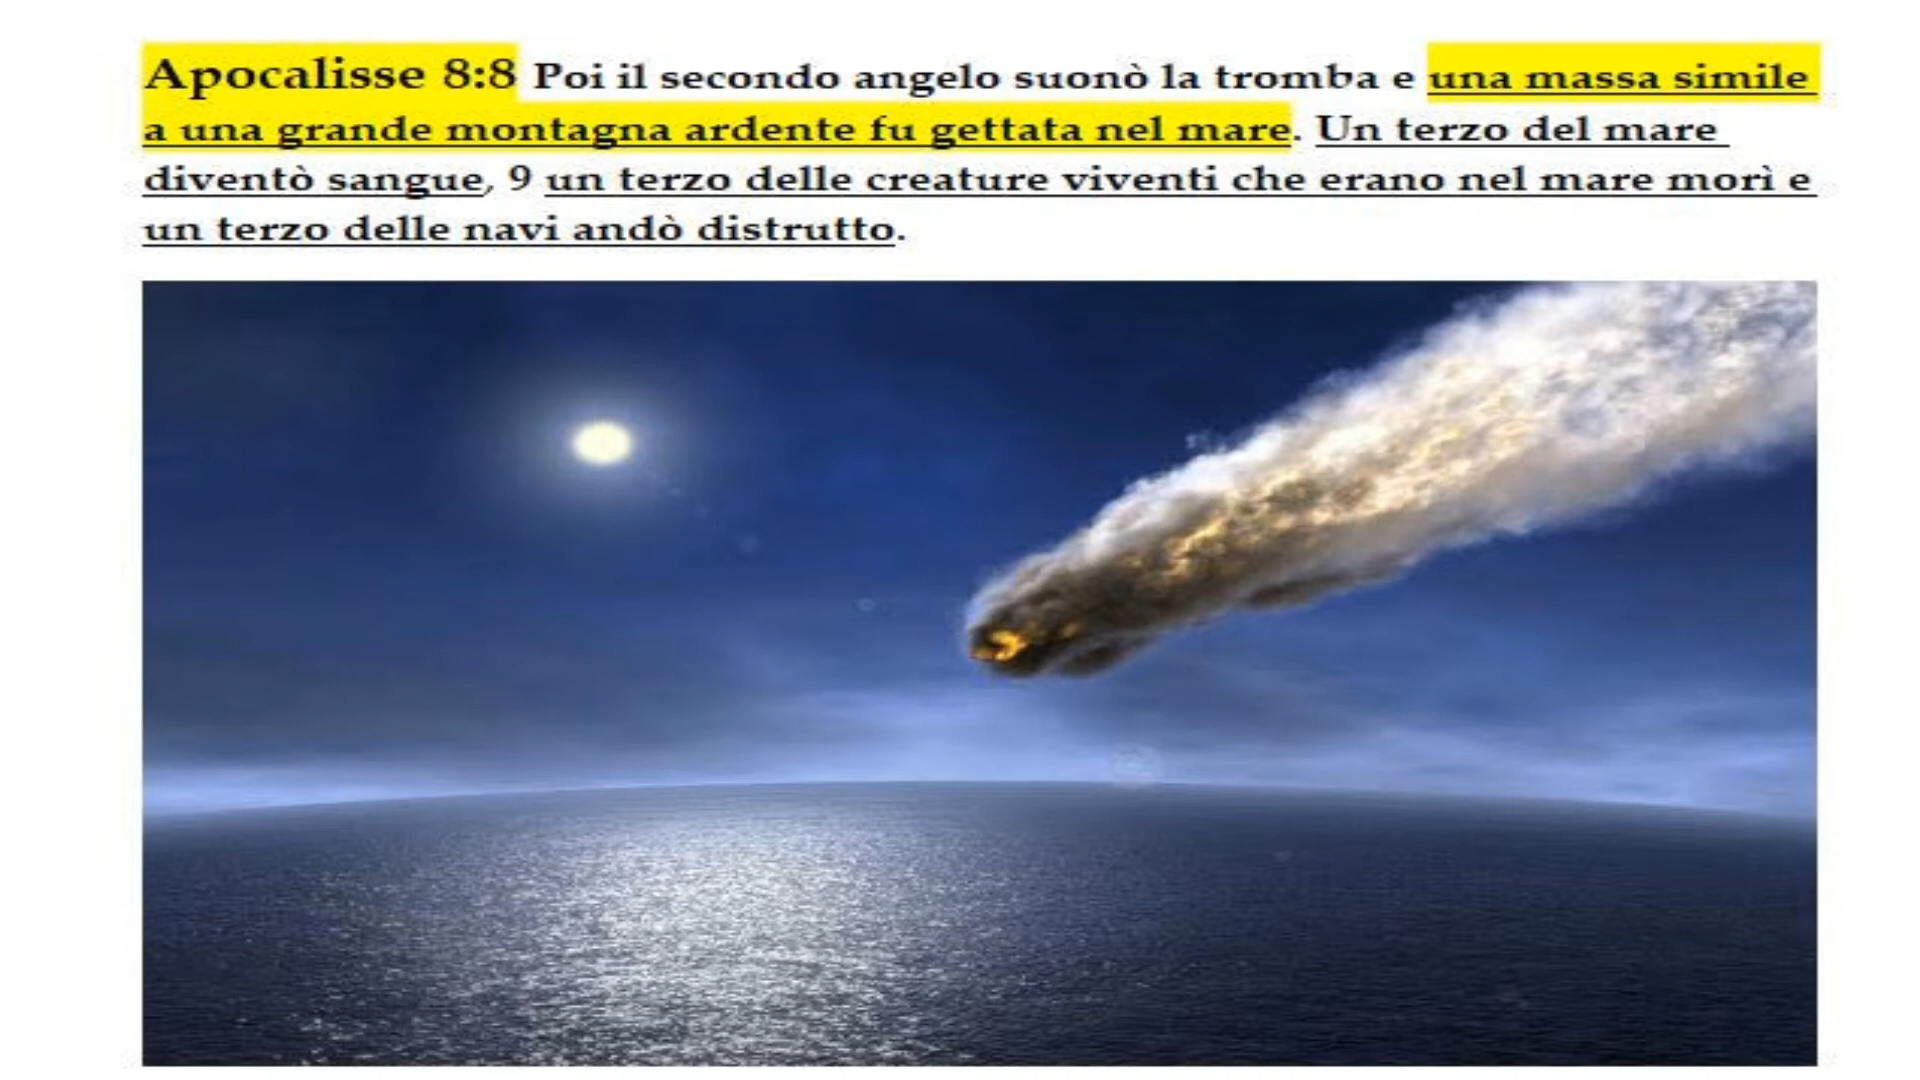 Apocalisse 8:8 Poi il secondo angelo suonò la tromba e una massa simile
a una grande montagna ardente fu gettata nel mare. Un terzo del mare
diventò sangue, 9 un terzo delle creature viventi che erano nel mare morì e
un terzo delle navi andò distrutto.